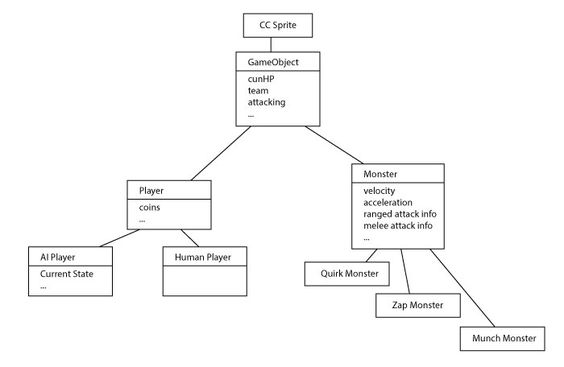 CC Sprite
GameObject
cunHP
team
attacking
...
Player
coins
...
Monster
velocity
acceleration
ranged attack info
melee attack info
...
AI Player
Current State
...
Human Player
Quirk Monster
Zap Monster
Munch Monster